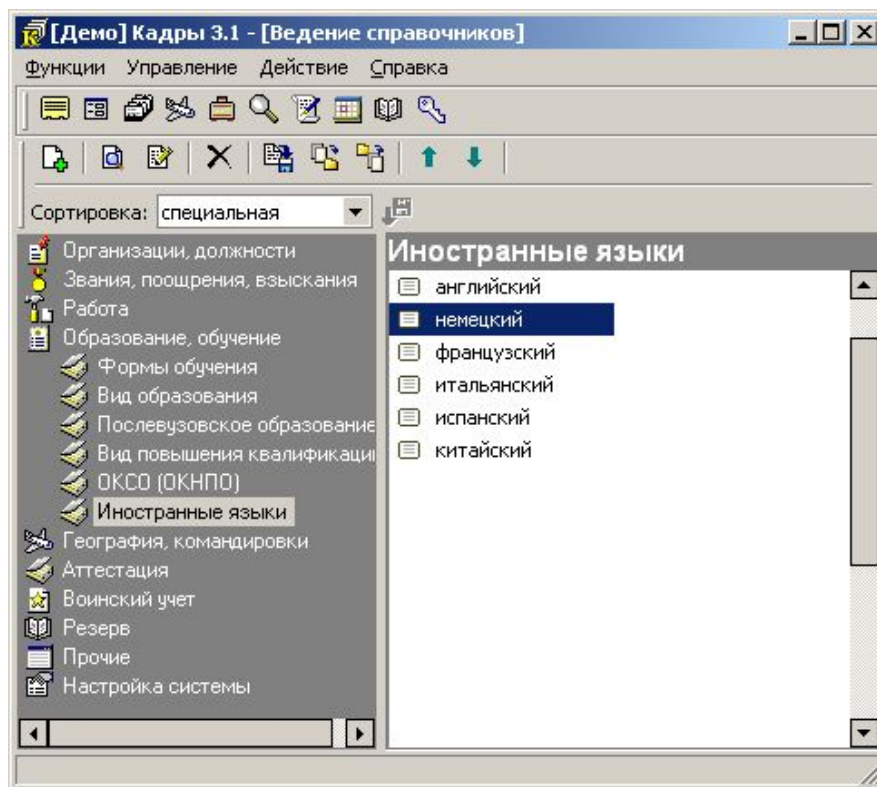 [Демо] Кадры 3.1 - [Ведение справочников]
Функции Управление Действие Справка
Сортировка: специальная
Организации, должности
Звания, поощрения, взыскания
Работа
Образование, обучение
Формы обучения
Вид образования
Послевузовское образование
Вид повышения квалификаци
ОКСО (ОКНПО)
Иностранные языки
География, командировки
Аттестация
Воинский учет
Резерв
Прочие
Настройка системы
Иностранные языки
английский
немецкий
французский
итальянский
испанский
китайский